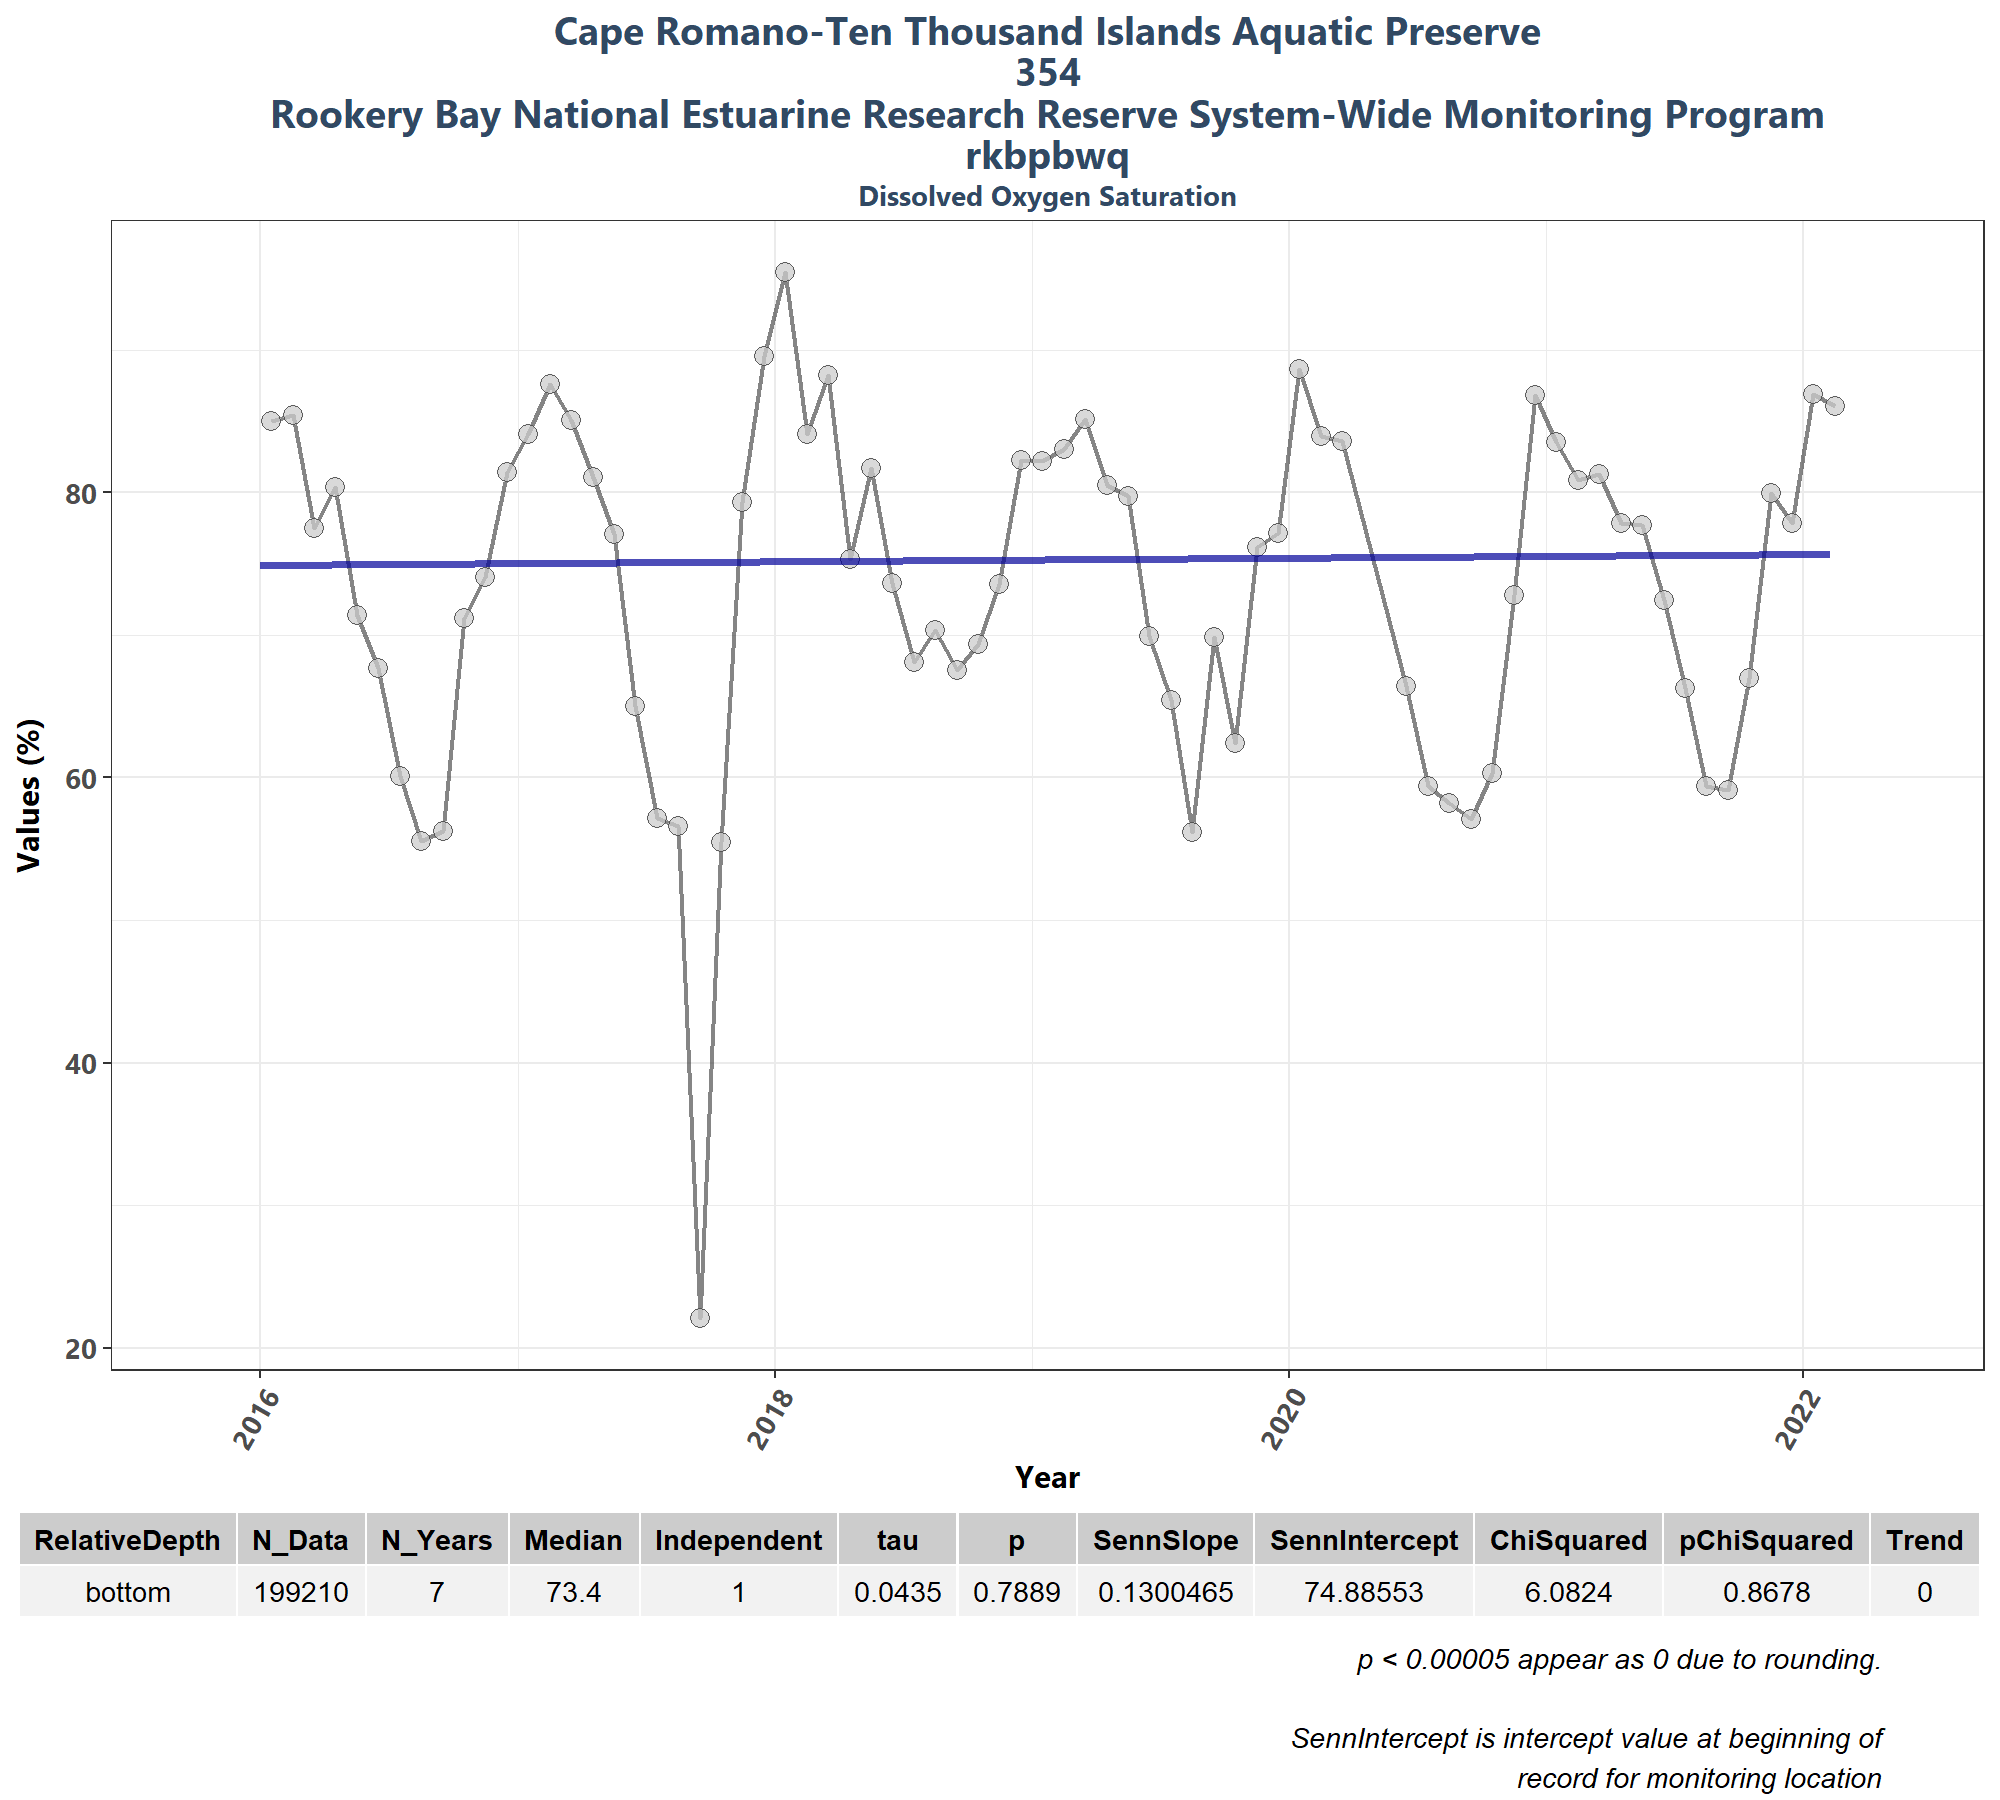 Cape Romano-Ten Thousand Islands Aquatic Preserve
354
Rookery Bay National Estuarine Research Reserve System-Wide Monitoring Program
rkbpbwq
Dissolved Oxygen Saturation
Values (%)
80
60
40
20
2016
2018
2020
2022
Year
RelativeDepth N_Data N_Years Median Independent tau p SennSlope SennIntercept ChiSquared pChiSquared Trend
bottom 199210 7 73.4 1 0.0435 0.7889 0.1300465 74.88553 6.0824 0.8678 0
p < 0.00005 appear as 0 due to rounding.
SennIntercept is intercept value at beginning of
record for monitoring location